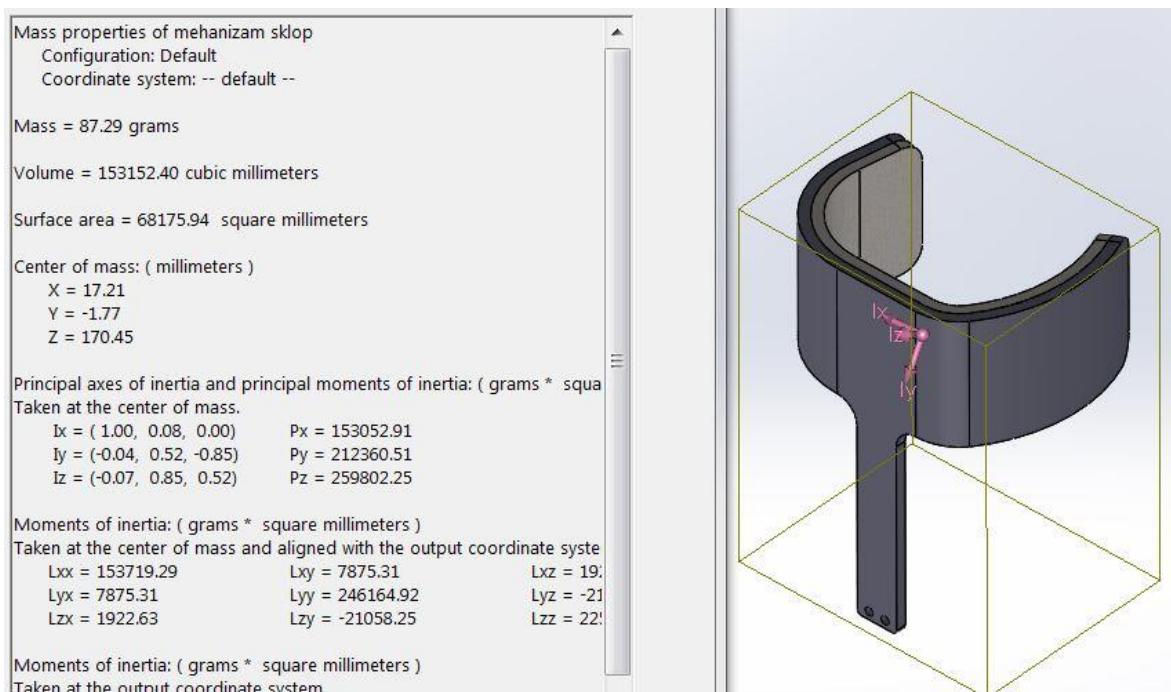 Mass properties of mehanizam sklop
Configuration: Default
Coordinate system: -- default --
Mass = 87.29 grams
Volume = 153152.40 cubic millimeters
Surface area = 68175.94 square millimeters
Center of mass: ( millimeters )
X = 17.21
Y = -1.77
Z = 170.45
Principal axes of inertia and principal moments of inertia: ( grams * squa
Taken at the center of mass.
Ix = ( 1.00, 0.08, 0.00) Px = 153052.91
Iy = (-0.04, 0.52, -0.85) Py = 212360.51
Iz = (-0.07, 0.85, 0.52) Pz = 259802.25
Moments of inertia: ( grams * square millimeters )
Taken at the center of mass and aligned with the output coordinate syste
Lxx = 153719.29 Lxy = 7875.31 Lxz = 192
Lyx = 7875.31 Lyy = 246164.92 Lyz = -21
Lzx = 1922.63 Lzy = -21058.25 Lzz = 225
Moments of inertia: ( grams * square millimeters )
Taken at the output coordinate system.
Ix
Iz
Iy